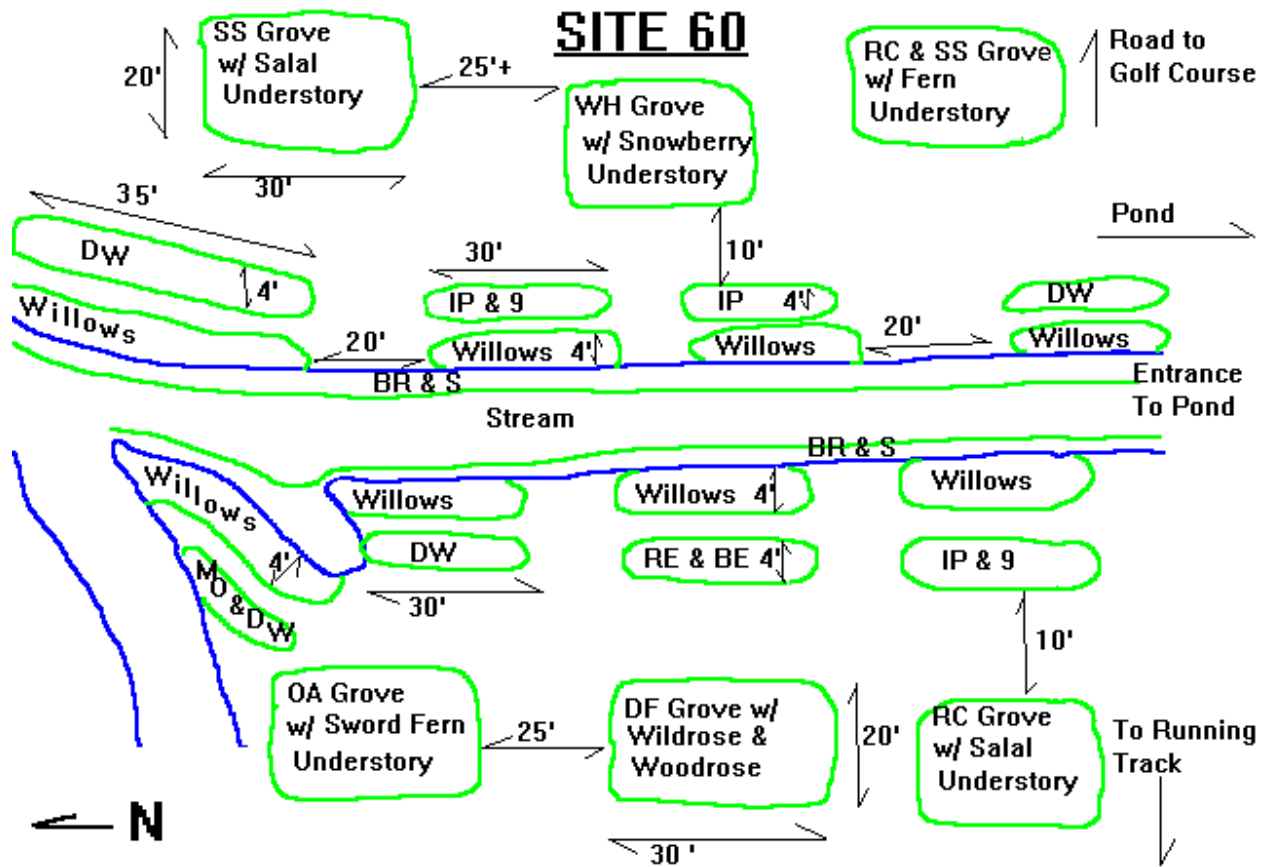 SITE 60
SS Grove
w/ Salal
Understory
20'
25'+
30'
WH Grove
w/ Snowberry
Understory
RC & SS Grove
w/ Fern
Understory
Road to
Golf Course
35'
Pond
DW
4'
30'
10'
IP & 9
IP 4'
DW
Willows
20'
Willows 4'
Willows
20'
Willows
BR & S
Entrance
To Pond
Stream
BR & S
Willows
Willows
Willows 4'
Willows
4'
DW
RE & BE 4'
IP & 9
MO & DW
30'
10'
OA Grove
w/ Sword Fern
Understory
25'
DF Grove w/
Wildrose &
Woodrose
20'
RC Grove
w/ Salal
Understory
To Running
Track
N
30 '